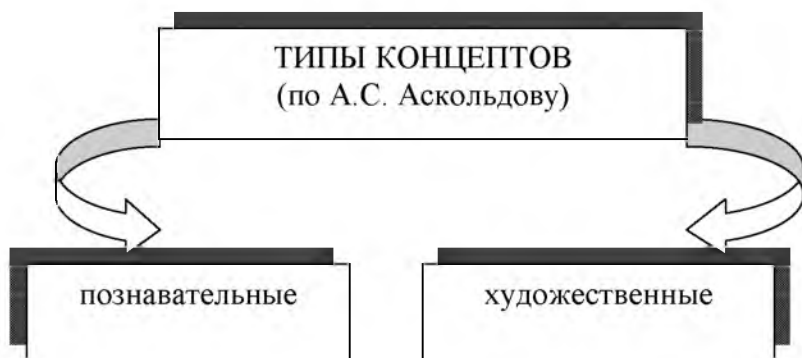 ТИПЫ КОНЦЕПТОВ
(по А.С. Аскольдову)
познавательные
художественные